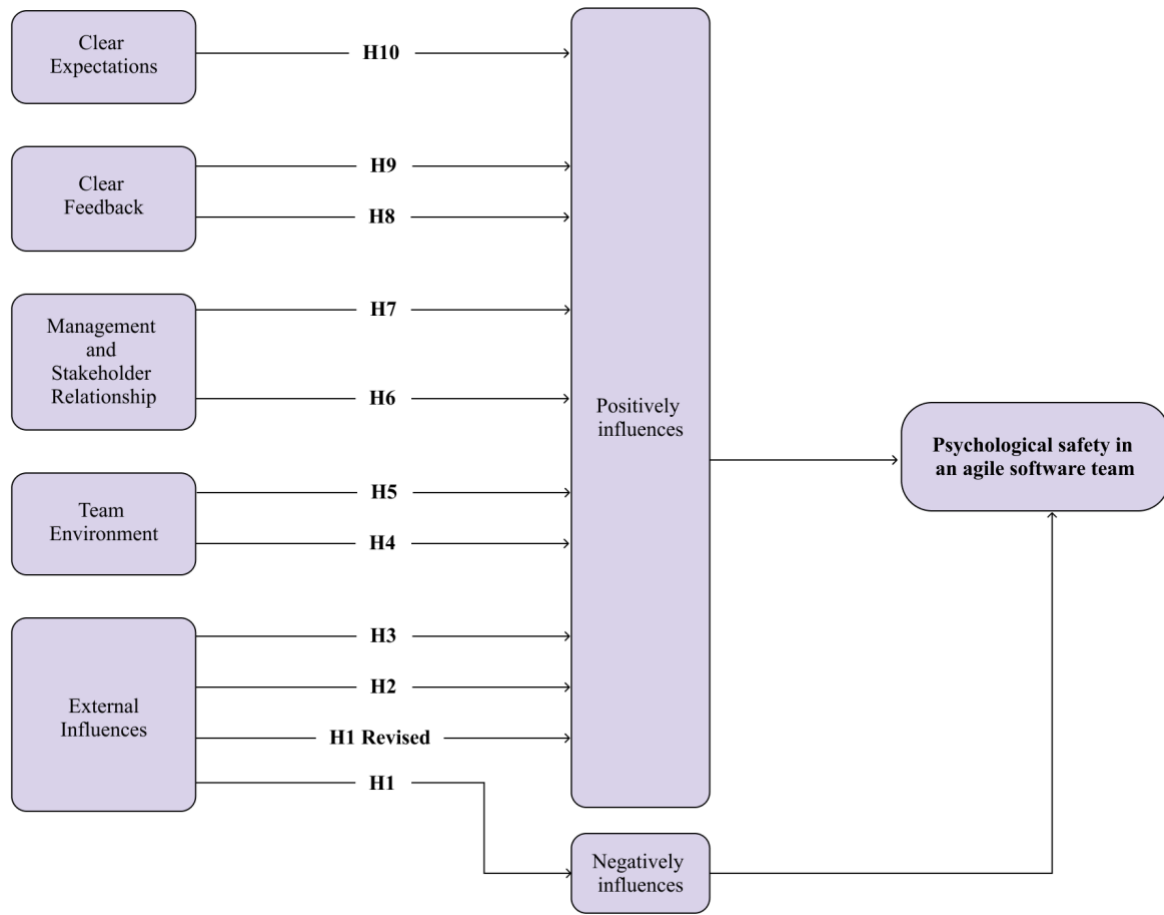 Clear
Expectations
H10
Clear
Feedback
H9
H8
Management
and
Stakeholder
Relationship
H7
H6
Team
Environment
H5
H4
External
Influences
H3
H2
H1 Revised
H1
Positively
influences
Negatively
influences
Psychological safety in
an agile software team